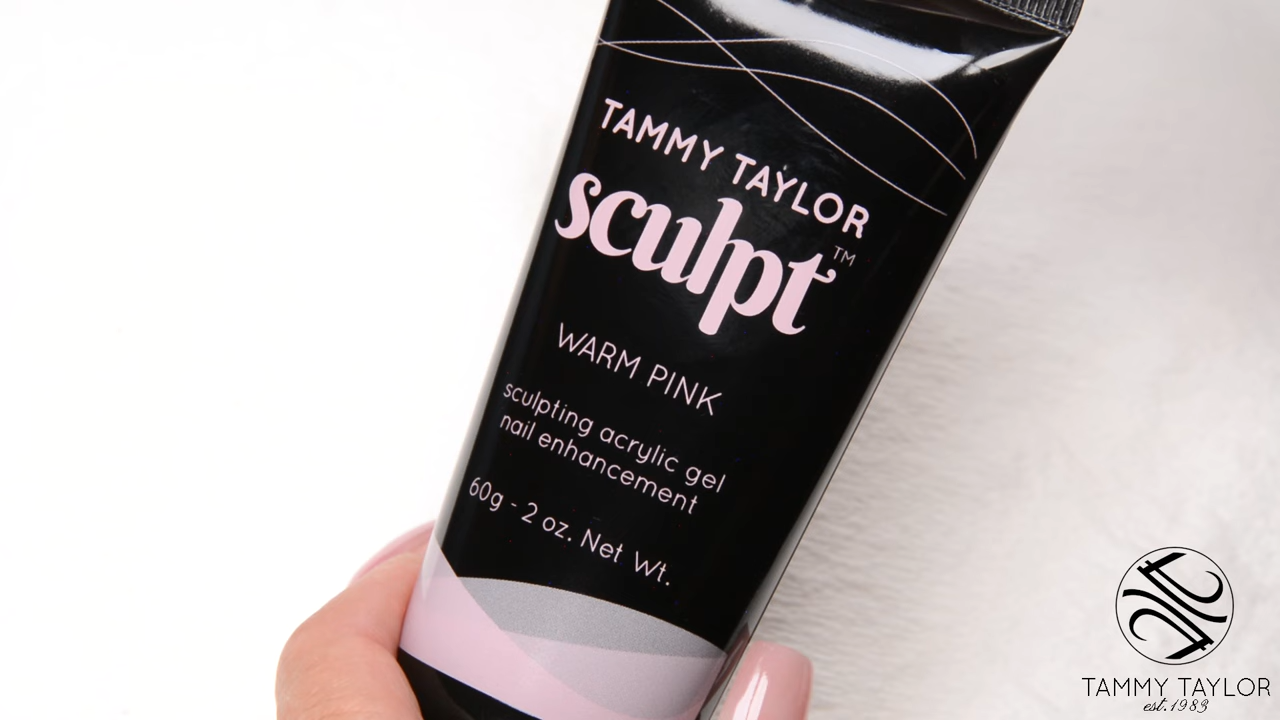 TAMMY TAYLOR
sculpt™
WARM PINK
sculpting acrylic gel
nail enhancement
60g - 2 oz. Net Wt.
TAMMY TAYLOR
est.1983